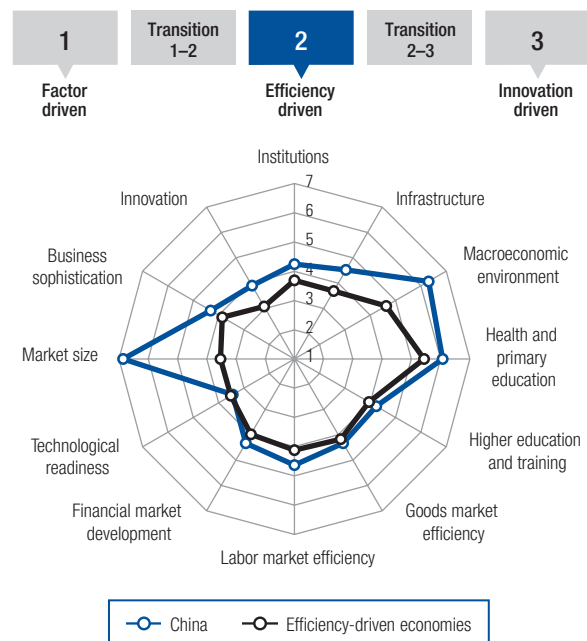 1
Transition
1–2
2
Transition
2–3
3
Factor
driven
Efficiency
driven
Innovation
driven
Institutions
Innovation
Infrastructure
Business
sophistication
Macroeconomic
environment
Market size
Health and
primary
education
Technological
readiness
Higher education
and training
Financial market
development
Goods market
efficiency
Labor market efficiency
7
6
5
4
3
2
1
China
Efficiency-driven economies